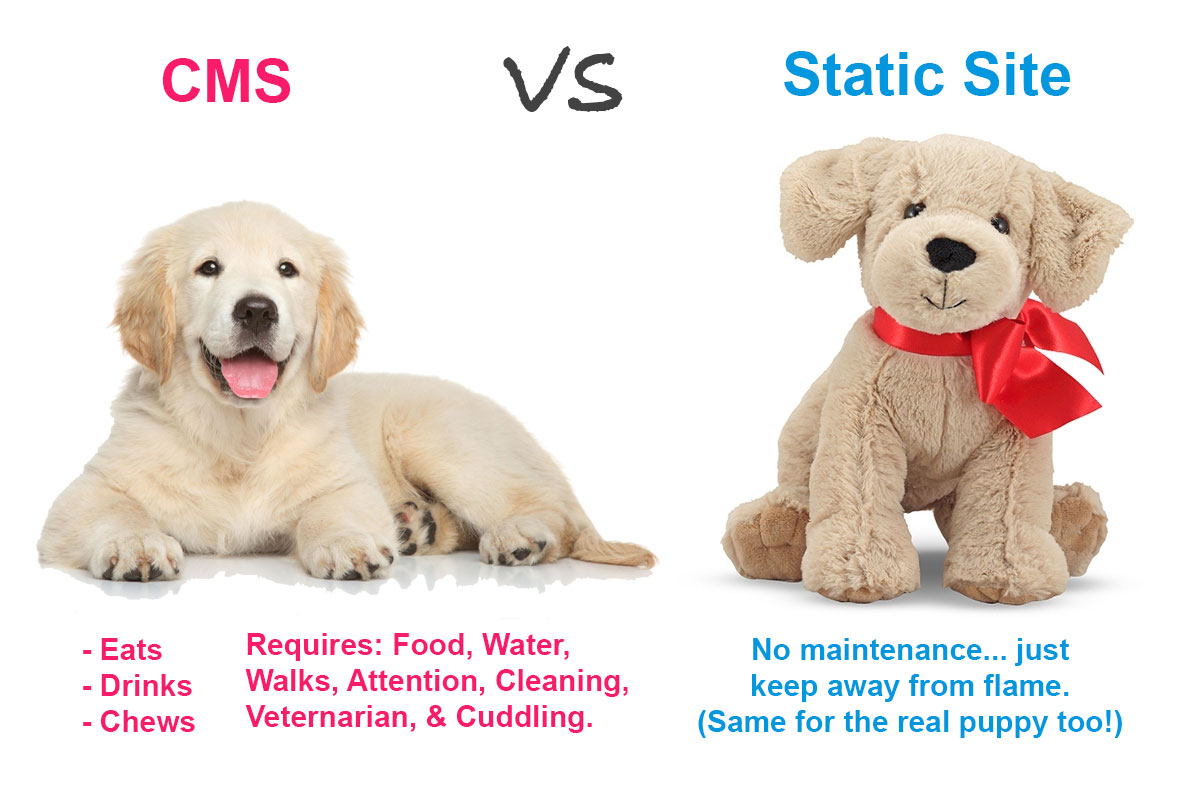 CMS
VS
Static Site
- Eats
- Drinks
- Chews
Requires: Food, Water,
Walks, Attention, Cleaning,
Veternarian, & Cuddling.
No maintenance... just
keep away from flame.
(Same for the real puppy too!)